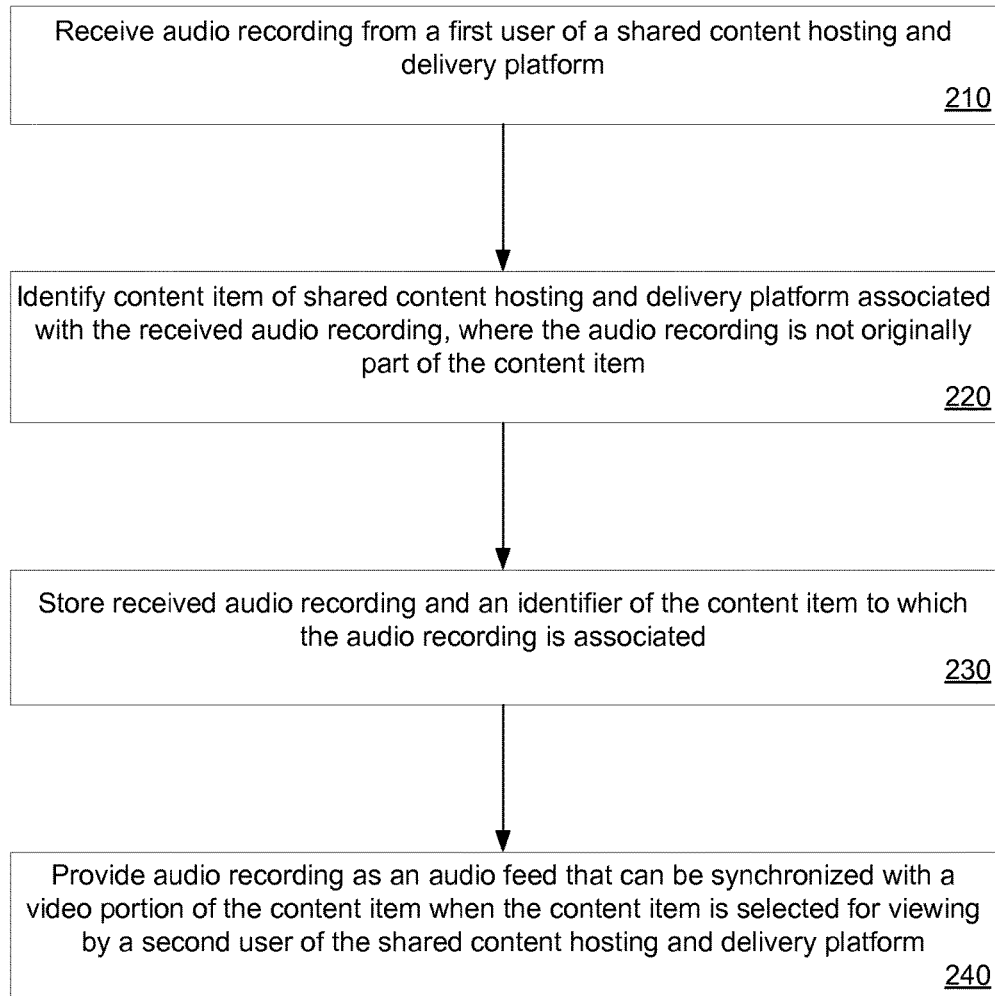 Receive audio recording from a first user of a shared content hosting and
delivery platform
210
Identify content item of shared content hosting and delivery platform associated
with the received audio recording, where the audio recording is not originally
part of the content item
220
Store received audio recording and an identifier of the content item to which
the audio recording is associated
230
Provide audio recording as an audio feed that can be synchronized with a
video portion of the content item when the content item is selected for viewing
by a second user of the shared content hosting and delivery platform
240